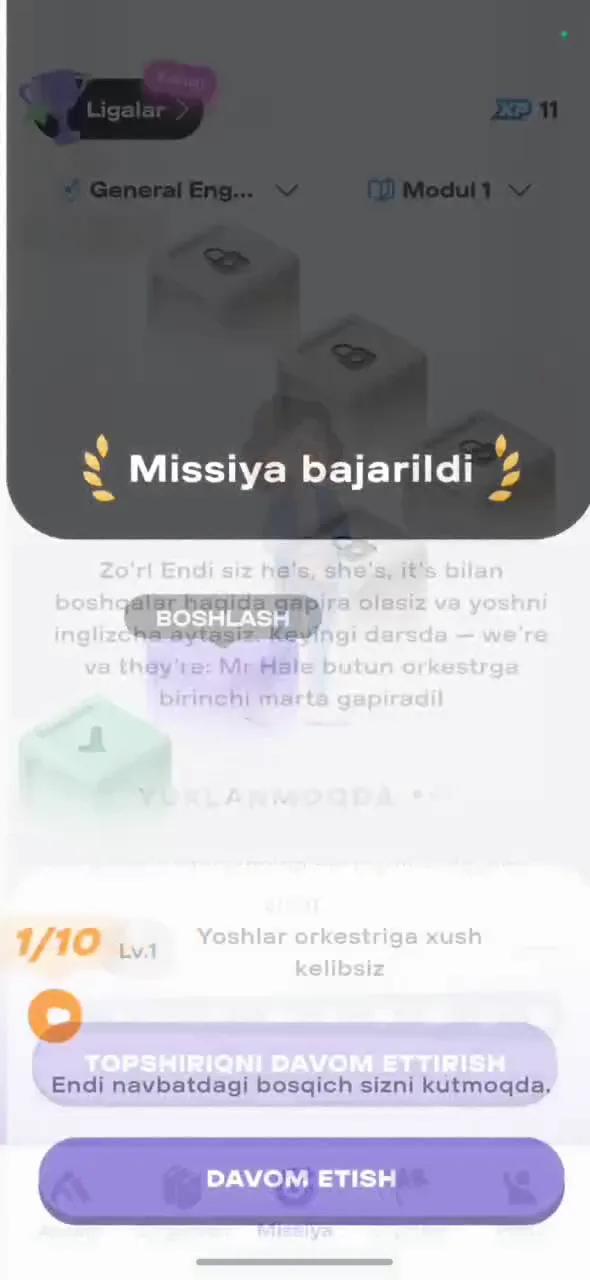 Ligalar
XP 11
General Eng...
Modul 1
Missiya bajarildi
Zo'r! Endi siz he's, she's, it's bilan
boshqalar haqida gapira olasiz va yoshni
inglizcha aytasiz. Keyingi darsda — we're
va they're: Mr Hale butun orkestrga
birinchi marta gapiradi!
BOSHLASH
YUKLANMOQDA
1/10
Lv.1
Yoshlar orkestriga xush
kelibsiz
TOPSHIRIQNI DAVOM ETTIRISH
Endi navbatdagi bosqich sizni kutmoqda.
DAVOM ETISH
Missiya